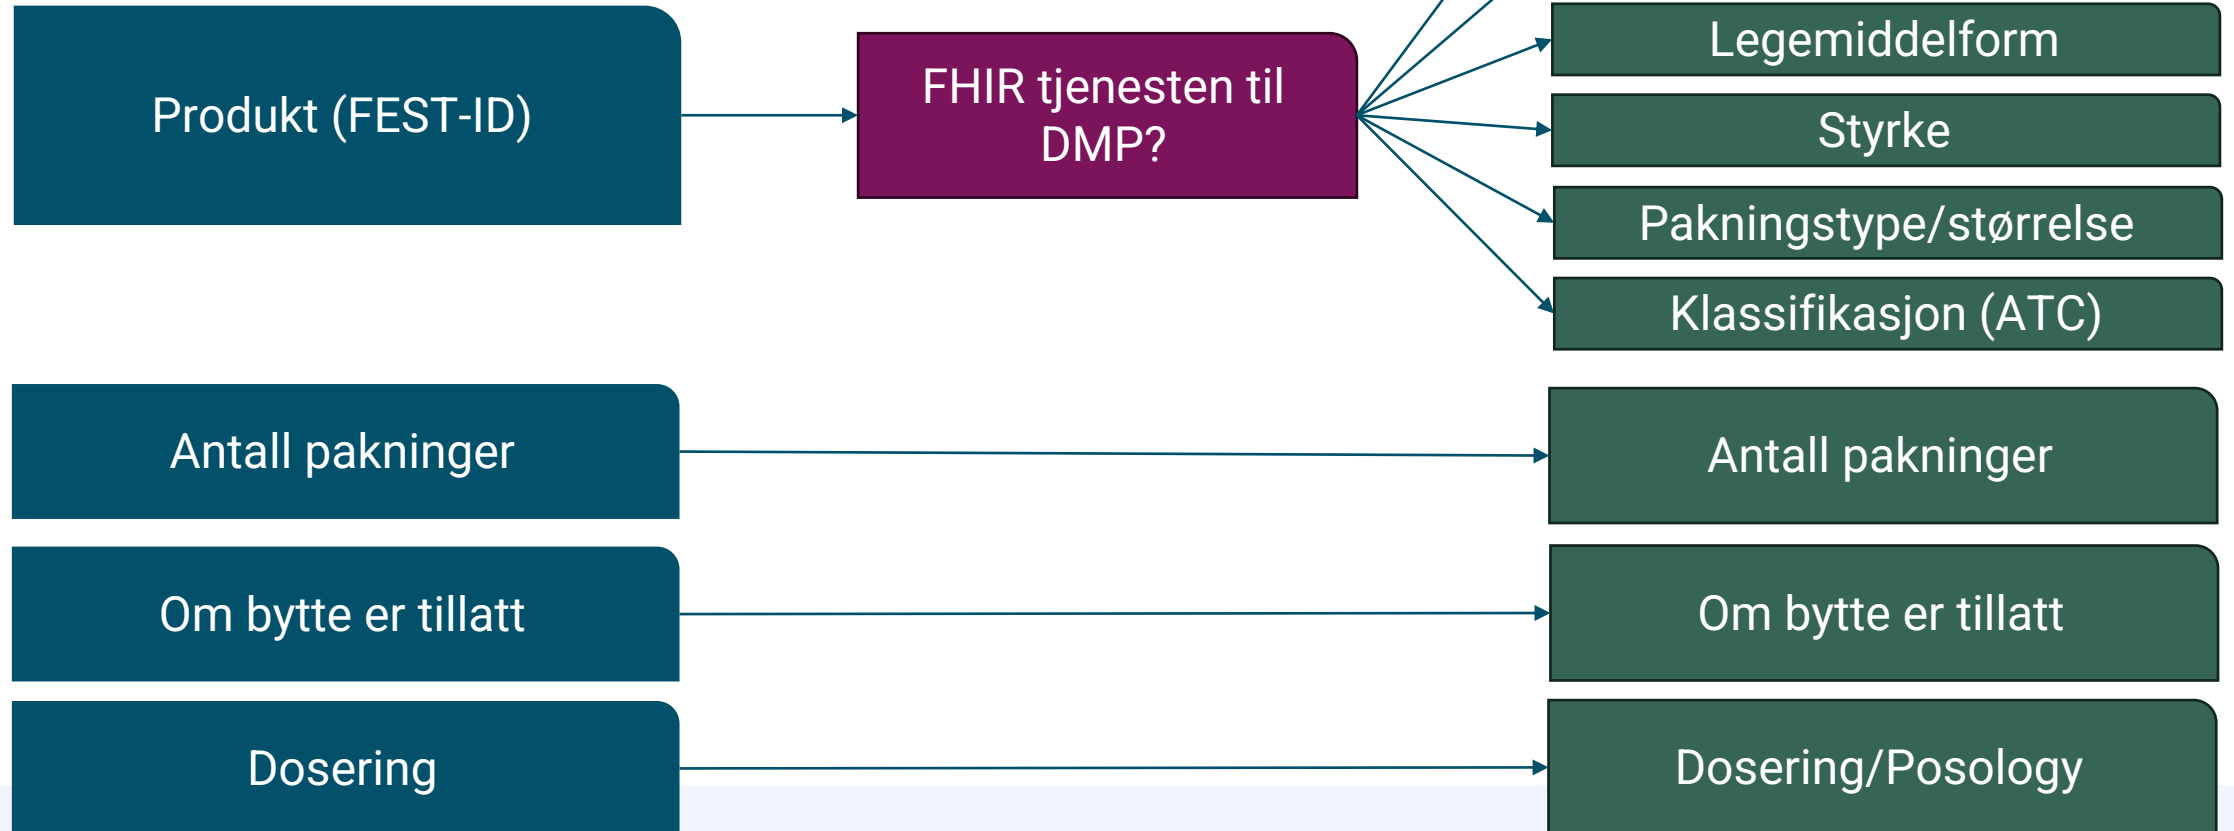 Produkt (FEST-ID)
FHIR tjenesten til
DMP?
Legemiddelform
Styrke
Pakningstype/størrelse
Klassifikasjon (ATC)
Antall pakninger
Antall pakninger
Om bytte er tillatt
Om bytte er tillatt
Dosering
Dosering/Posology